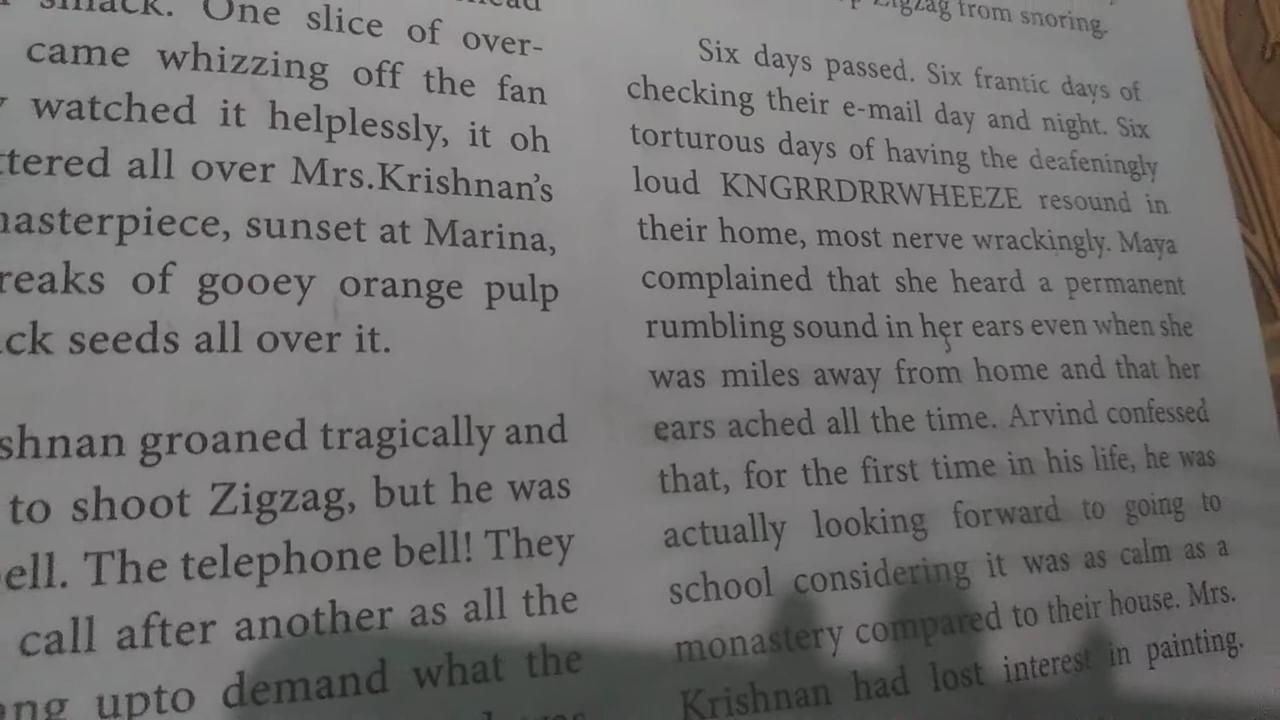 smack. One slice of over-
came whizzing off the fan
watched it helplessly, it oh
all over Mrs.Krishnan's
sunset at Marina,
of gooey orange pulp
seeds all over it.
groaned tragically and
to shoot Zigzag, but he was
The telephone bell! They
call after another as all the
upto demand what the
Zigzag from snoring.
Six days passed. Six frantic days of
checking their e-mail day and night. Six
torturous days of having the deafeningly
loud KNGRRDRRWHEEZE resound in
their home, most nerve wrackingly. Maya
complained that she heard a permanent
rumbling sound in her ears even when she
was miles away from home and that her
ears ached all the time. Arvind confessed
that, for the first time in his life, he was
actually looking forward to going to
school considering it was as calm as a
monastery compared to their house. Mrs.
Krishnan had lost interest in painting.